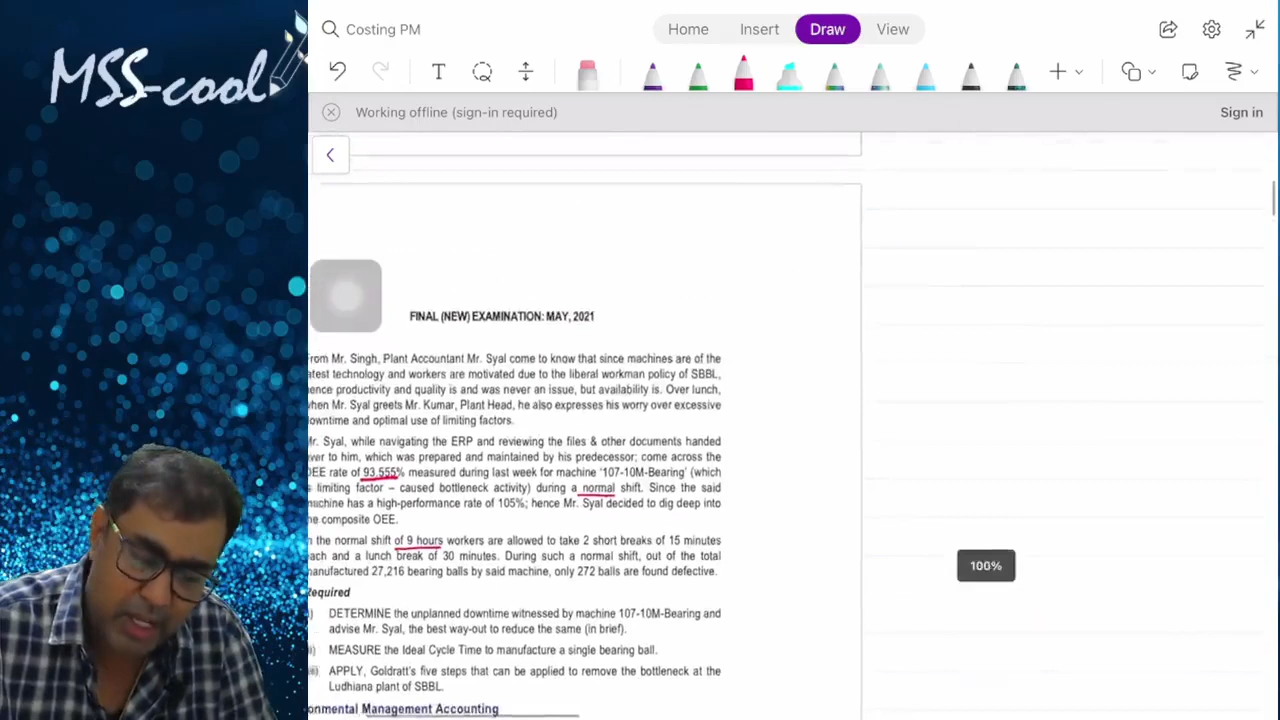 MSS-cool
Costing PM
Home Insert Draw View
Working offline (sign-in required) Sign in
FINAL (NEW) EXAMINATION: MAY, 2021
From Mr. Singh, Plant Accountant Mr. Syal come to know that since machines are of the
atest technology and workers are motivated due to the liberal workman policy of SBBL,
ence productivity and quality is and was never an issue, but availability is. Over lunch,
when Mr. Syal greets Mr. Kumar, Plant Head, he also expresses his worry over excessive
owntime and optimal use of limiting factors.
Mr. Syal, while navigating the ERP and reviewing the files & other documents handed
ver to him, which was prepared and maintained by his predecessor; come across the
OEE rate of 93.555% measured during last week for machine '107-10M-Bearing' (which
limiting factor – caused bottleneck activity) during a normal shift. Since the said
achine has a high-performance rate of 105%; hence Mr. Syal decided to dig deep into
he composite OEE.
n the normal shift of 9 hours workers are allowed to take 2 short breaks of 15 minutes
each and a lunch break of 30 minutes. During such a normal shift, out of the total
manufactured 27,216 bearing balls by said machine, only 272 balls are found defective.
Required
DETERMINE the unplanned downtime witnessed by machine 107-10M-Bearing and
advise Mr. Syal, the best way-out to reduce the same (in brief).
MEASURE the Ideal Cycle Time to manufacture a single bearing ball.
APPLY, Goldratt's five steps that can be applied to remove the bottleneck at the
Ludhiana plant of SBBL.
onmental Management Accounting
100%